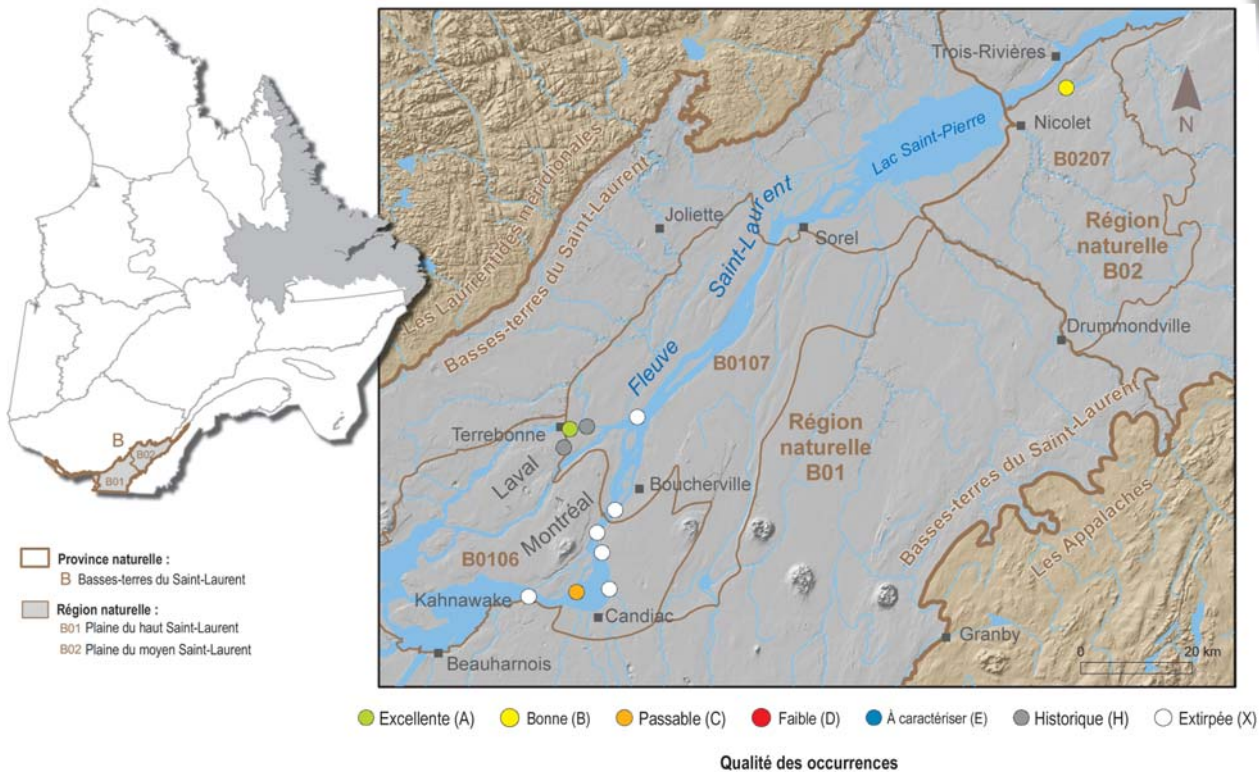 B
B02
B01
Province naturelle :
B Basses-terres du Saint-Laurent
Région naturelle :
B01 Plaine du haut Saint-Laurent
B02 Plaine du moyen Saint-Laurent
Trois-Rivières
N
Nicolet
Lac Saint-Pierre
B0207
Les Laurentides méridionales
Basses-terres du Saint-Laurent
Joliette
Sorel
Région
naturelle
B02
Fleuve Saint-Laurent
Drummondville
B0107
Terrebonne
Laval
Région
naturelle
B01
Basses-terres du Saint-Laurent
Les Appalaches
Boucherville
Montréal
B0106
Kahnawake
Candiac
Beauharnois
Granby
0 20 km
Excellente (A) Bonne (B) Passable (C) Faible (D) À caractériser (E) Historique (H) Extirpée (X)
Qualité des occurrences